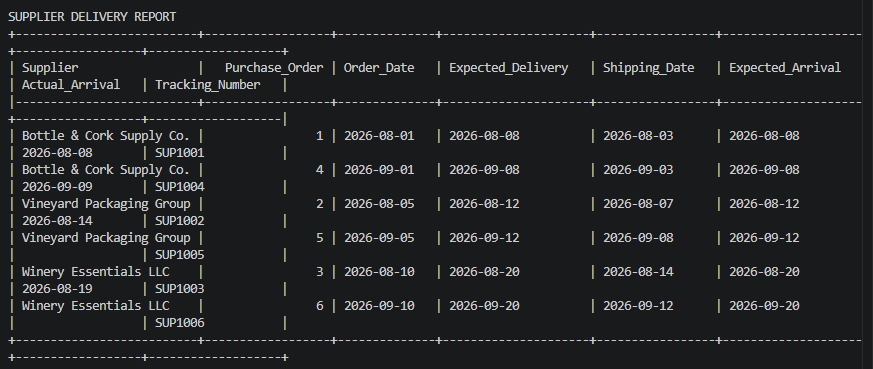 SUPPLIER DELIVERY REPORT
+------------------------+---------------+------------+------------------+--------------+-----------------
+----------------+----------------+
| Supplier               |   Purchase_Order | Order_Date   | Expected_Delivery   | Shipping_Date   | Expected_Arrival
| Actual_Arrival   | Tracking_Number   |
|------------------------+---------------+------------+------------------+--------------+-----------------
+----------------+------------------|
| Bottle & Cork Supply Co. |                1 | 2026-08-01   | 2026-08-08          | 2026-08-03      | 2026-08-08
| 2026-08-08       | SUP1001           |
| Bottle & Cork Supply Co. |                4 | 2026-09-01   | 2026-09-08          | 2026-09-03      | 2026-09-08
| 2026-09-09       | SUP1004           |
| Vineyard Packaging Group |                2 | 2026-08-05   | 2026-08-12          | 2026-08-07      | 2026-08-12
| 2026-08-14       | SUP1002           |
| Vineyard Packaging Group |                5 | 2026-09-05   | 2026-09-12          | 2026-09-08      | 2026-09-12
|                  | SUP1005           |
| Winery Essentials LLC    |                3 | 2026-08-10   | 2026-08-20          | 2026-08-14      | 2026-08-20
| 2026-08-19       | SUP1003           |
| Winery Essentials LLC    |                6 | 2026-09-10   | 2026-09-20          | 2026-09-12      | 2026-09-20
|                  | SUP1006           |
+------------------------+---------------+------------+------------------+--------------+-----------------
+----------------+----------------+